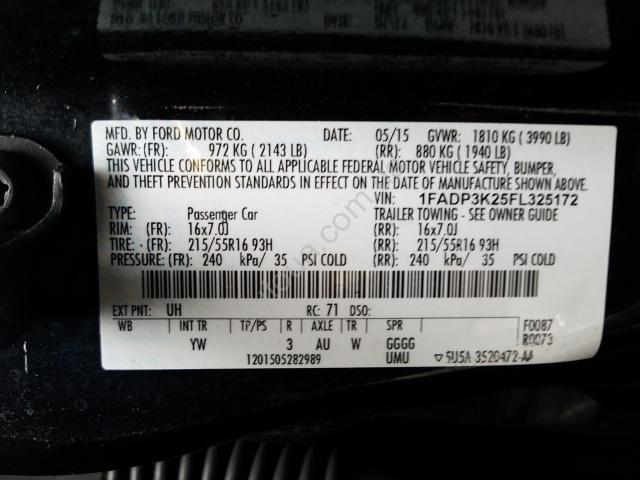 MFD. BY FORD MOTOR CO. DATE: 05/15 GVWR: 1810 KG ( 3990 LB)
GAWR: (FR): 972 KG ( 2143 LB) (RR): 880 KG ( 1940 LB)
THIS VEHICLE CONFORMS TO ALL APPLICABLE FEDERAL MOTOR VEHICLE SAFETY, BUMPER,
AND THEFT PREVENTION STANDARDS IN EFFECT ON THE DATE OF MANUFACTURE SHOWN ABOVE.
VIN: 1FADP3K25FL325172
TYPE: Passenger Car TRAILER TOWING - SEE OWNER GUIDE
RIM: (FR): 16x7.0J (RR): 16x7.0J
TIRE: (FR): 215/55R16 93H (RR): 215/55R16 93H
PRESSURE: (FR): 240 kPa/ 35 PSI COLD (RR): 240 kPa/ 35 PSI COLD
EXT PNT: UH RC: 71 DSO:
WB INT TR TP/PS R AXLE TR SPR F0087
YW 3 AU W GGGG R0073
1201505282989 UMU ▽5U5A 3520472-AA